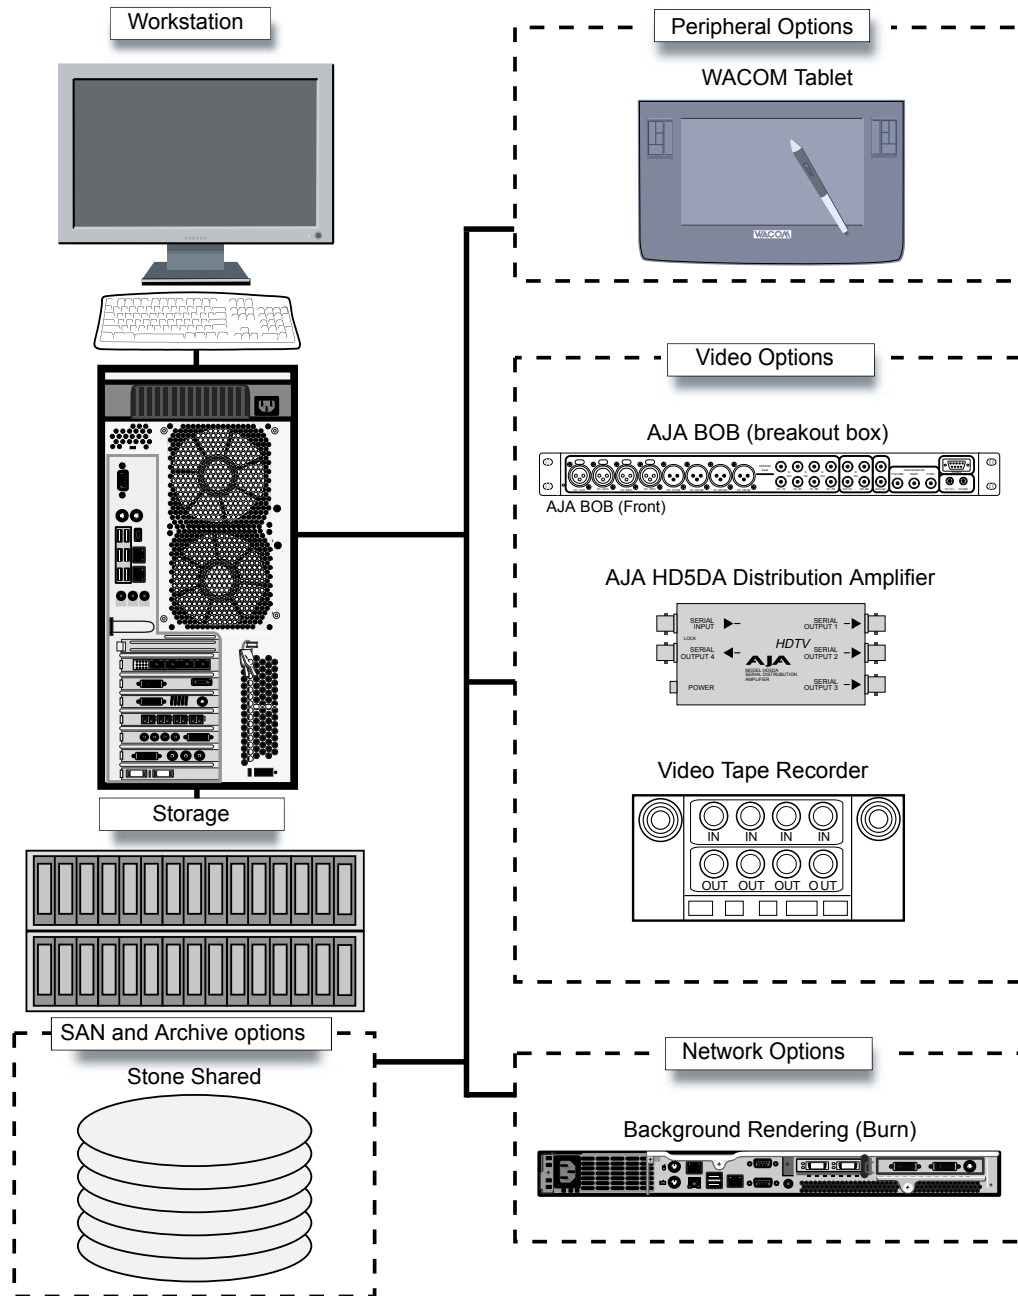 Workstation
Peripheral Options
WACOM Tablet
WACOM
Video Options
AJA BOB (breakout box)
AJA BOB (Front)
AJA HD5DA Distribution Amplifier
SERIAL INPUT
SERIAL OUTPUT 1
LOCK
HDTV
SERIAL OUTPUT 4
SERIAL OUTPUT 2
AJA
MODEL HD5DA
SERIAL DISTRIBUTION
AMPLIFIER
POWER
SERIAL OUTPUT 3
Video Tape Recorder
IN IN IN IN
OUT OUT OUT OUT
Storage
SAN and Archive options
Stone Shared
Network Options
Background Rendering (Burn)